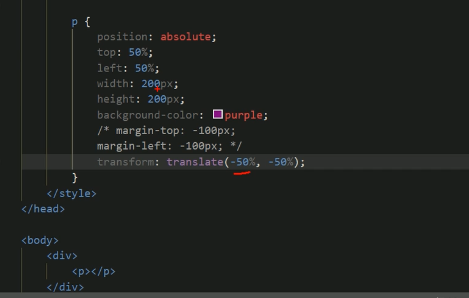 p {
position: absolute;
top: 50%;
left: 50%;
width: 200px;
height: 200px;
background-color: purple;
/* margin-top: -100px;
margin-left: -100px; */
transform: translate(-50%, -50%);
}
</style>
</head>
<body>
<div>
<p></p>
</div>